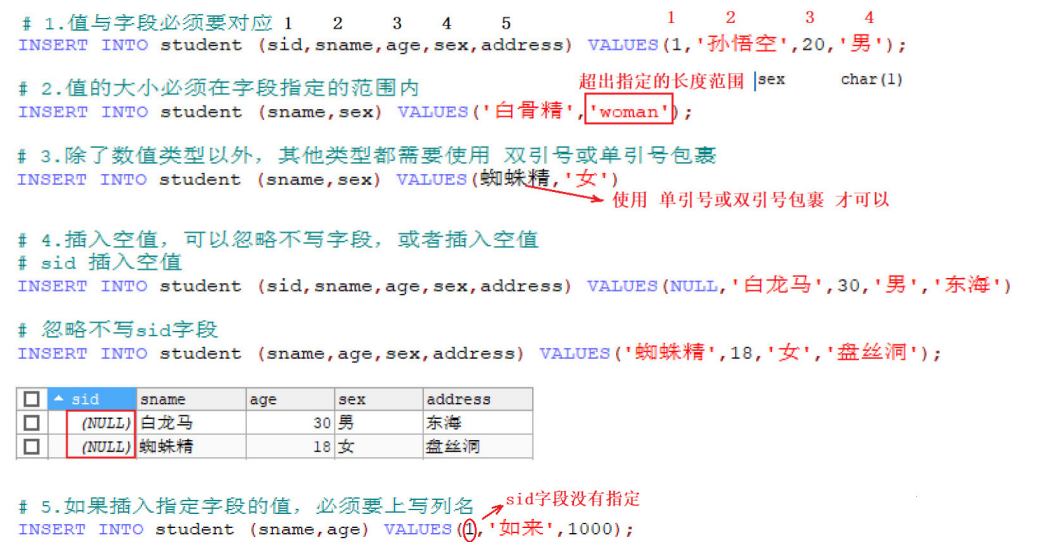 # 1.值与字段必须要对应 1 2 3 4 5 1 2 3 4
INSERT INTO student (sid,sname,age,sex,address) VALUES(1,'孙悟空',20,'男');
# 2.值的大小必须在字段指定的范围内 超出指定的长度范围 sex char(1)
INSERT INTO student (sname,sex) VALUES('白骨精','woman');
# 3.除了数值类型以外，其他类型都需要使用 双引号或单引号包裹
INSERT INTO student (sname,sex) VALUES(蜘蛛精,'女')
使用 单引号或双引号包裹 才可以
# 4.插入空值，可以忽略不写字段，或者插入空值
# sid 插入空值
INSERT INTO student (sid,sname,age,sex,address) VALUES(NULL,'白龙马',30,'男','东海')
# 忽略不写sid字段
INSERT INTO student (sname,age,sex,address) VALUES('蜘蛛精',18,'女','盘丝洞');
sid sname age sex address
(NULL) 白龙马 30 男 东海
(NULL) 蜘蛛精 18 女 盘丝洞
# 5.如果插入指定字段的值，必须要上写列名 sid字段没有指定
INSERT INTO student (sname,age) VALUES(1,'如来',1000);